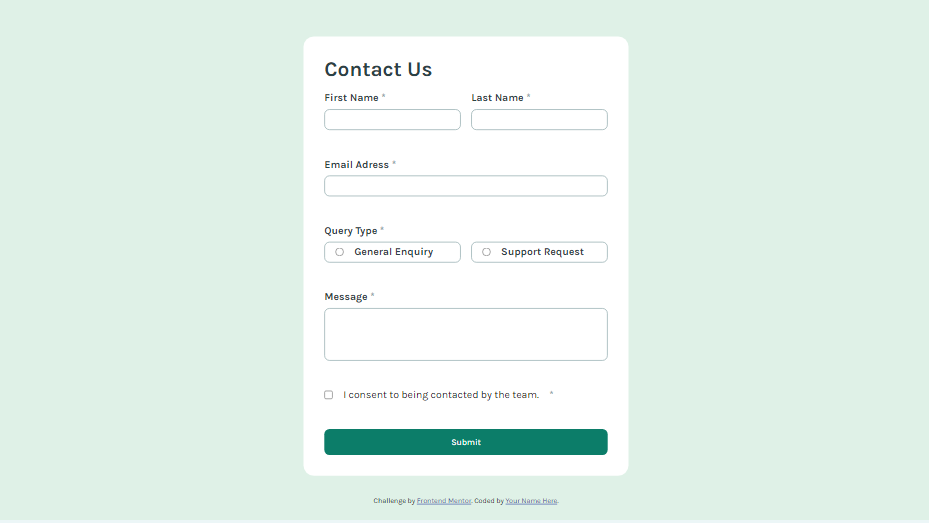 Contact Us
First Name *
Last Name *
Email Adress *
Query Type *
General Enquiry
Support Request
Message *
I consent to being contacted by the team. *
Submit
Challenge by Frontend Mentor. Coded by Your Name Here.